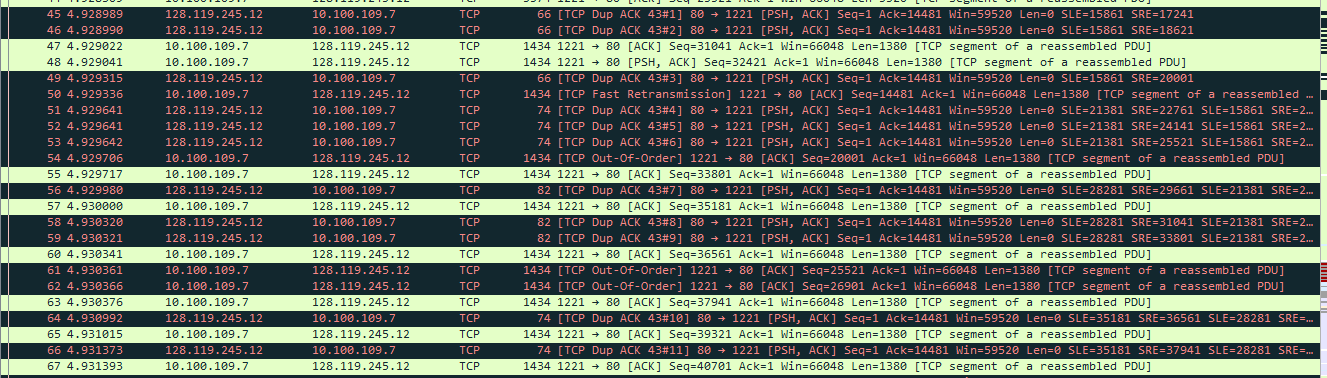 45 4.928989 128.119.245.12 10.100.109.7 TCP 66 [TCP Dup ACK 43#1] 80 → 1221 [PSH, ACK] Seq=1 Ack=14481 Win=59520 Len=0 SLE=15861 SRE=17241
46 4.928990 128.119.245.12 10.100.109.7 TCP 66 [TCP Dup ACK 43#2] 80 → 1221 [PSH, ACK] Seq=1 Ack=14481 Win=59520 Len=0 SLE=15861 SRE=18621
47 4.929022 10.100.109.7 128.119.245.12 TCP 1434 1221 → 80 [ACK] Seq=31041 Ack=1 Win=66048 Len=1380 [TCP segment of a reassembled PDU]
48 4.929041 10.100.109.7 128.119.245.12 TCP 1434 1221 → 80 [PSH, ACK] Seq=32421 Ack=1 Win=66048 Len=1380 [TCP segment of a reassembled PDU]
49 4.929315 128.119.245.12 10.100.109.7 TCP 66 [TCP Dup ACK 43#3] 80 → 1221 [PSH, ACK] Seq=1 Ack=14481 Win=59520 Len=0 SLE=15861 SRE=20001
50 4.929336 10.100.109.7 128.119.245.12 TCP 1434 [TCP Fast Retransmission] 1221 → 80 [ACK] Seq=14481 Ack=1 Win=66048 Len=1380 [TCP segment of a reassembled …
51 4.929641 128.119.245.12 10.100.109.7 TCP 74 [TCP Dup ACK 43#4] 80 → 1221 [PSH, ACK] Seq=1 Ack=14481 Win=59520 Len=0 SLE=21381 SRE=22761 SLE=15861 SRE=2…
52 4.929641 128.119.245.12 10.100.109.7 TCP 74 [TCP Dup ACK 43#5] 80 → 1221 [PSH, ACK] Seq=1 Ack=14481 Win=59520 Len=0 SLE=21381 SRE=24141 SLE=15861 SRE=2…
53 4.929642 128.119.245.12 10.100.109.7 TCP 74 [TCP Dup ACK 43#6] 80 → 1221 [PSH, ACK] Seq=1 Ack=14481 Win=59520 Len=0 SLE=21381 SRE=25521 SLE=15861 SRE=2…
54 4.929706 10.100.109.7 128.119.245.12 TCP 1434 [TCP Out-Of-Order] 1221 → 80 [ACK] Seq=20001 Ack=1 Win=66048 Len=1380 [TCP segment of a reassembled PDU]
55 4.929717 10.100.109.7 128.119.245.12 TCP 1434 1221 → 80 [ACK] Seq=33801 Ack=1 Win=66048 Len=1380 [TCP segment of a reassembled PDU]
56 4.929980 128.119.245.12 10.100.109.7 TCP 82 [TCP Dup ACK 43#7] 80 → 1221 [PSH, ACK] Seq=1 Ack=14481 Win=59520 Len=0 SLE=28281 SRE=29661 SLE=21381 SRE=2…
57 4.930000 10.100.109.7 128.119.245.12 TCP 1434 1221 → 80 [ACK] Seq=35181 Ack=1 Win=66048 Len=1380 [TCP segment of a reassembled PDU]
58 4.930320 128.119.245.12 10.100.109.7 TCP 82 [TCP Dup ACK 43#8] 80 → 1221 [PSH, ACK] Seq=1 Ack=14481 Win=59520 Len=0 SLE=28281 SRE=31041 SLE=21381 SRE=2…
59 4.930321 128.119.245.12 10.100.109.7 TCP 82 [TCP Dup ACK 43#9] 80 → 1221 [PSH, ACK] Seq=1 Ack=14481 Win=59520 Len=0 SLE=28281 SRE=33801 SLE=21381 SRE=2…
60 4.930341 10.100.109.7 128.119.245.12 TCP 1434 1221 → 80 [ACK] Seq=36561 Ack=1 Win=66048 Len=1380 [TCP segment of a reassembled PDU]
61 4.930361 10.100.109.7 128.119.245.12 TCP 1434 [TCP Out-Of-Order] 1221 → 80 [ACK] Seq=25521 Ack=1 Win=66048 Len=1380 [TCP segment of a reassembled PDU]
62 4.930366 10.100.109.7 128.119.245.12 TCP 1434 [TCP Out-Of-Order] 1221 → 80 [ACK] Seq=26901 Ack=1 Win=66048 Len=1380 [TCP segment of a reassembled PDU]
63 4.930376 10.100.109.7 128.119.245.12 TCP 1434 1221 → 80 [ACK] Seq=37941 Ack=1 Win=66048 Len=1380 [TCP segment of a reassembled PDU]
64 4.930992 128.119.245.12 10.100.109.7 TCP 74 [TCP Dup ACK 43#10] 80 → 1221 [PSH, ACK] Seq=1 Ack=14481 Win=59520 Len=0 SLE=35181 SRE=36561 SLE=28281 SRE=…
65 4.931015 10.100.109.7 128.119.245.12 TCP 1434 1221 → 80 [ACK] Seq=39321 Ack=1 Win=66048 Len=1380 [TCP segment of a reassembled PDU]
66 4.931373 128.119.245.12 10.100.109.7 TCP 74 [TCP Dup ACK 43#11] 80 → 1221 [PSH, ACK] Seq=1 Ack=14481 Win=59520 Len=0 SLE=35181 SRE=37941 SLE=28281 SRE=…
67 4.931393 10.100.109.7 128.119.245.12 TCP 1434 1221 → 80 [ACK] Seq=40701 Ack=1 Win=66048 Len=1380 [TCP segment of a reassembled PDU]